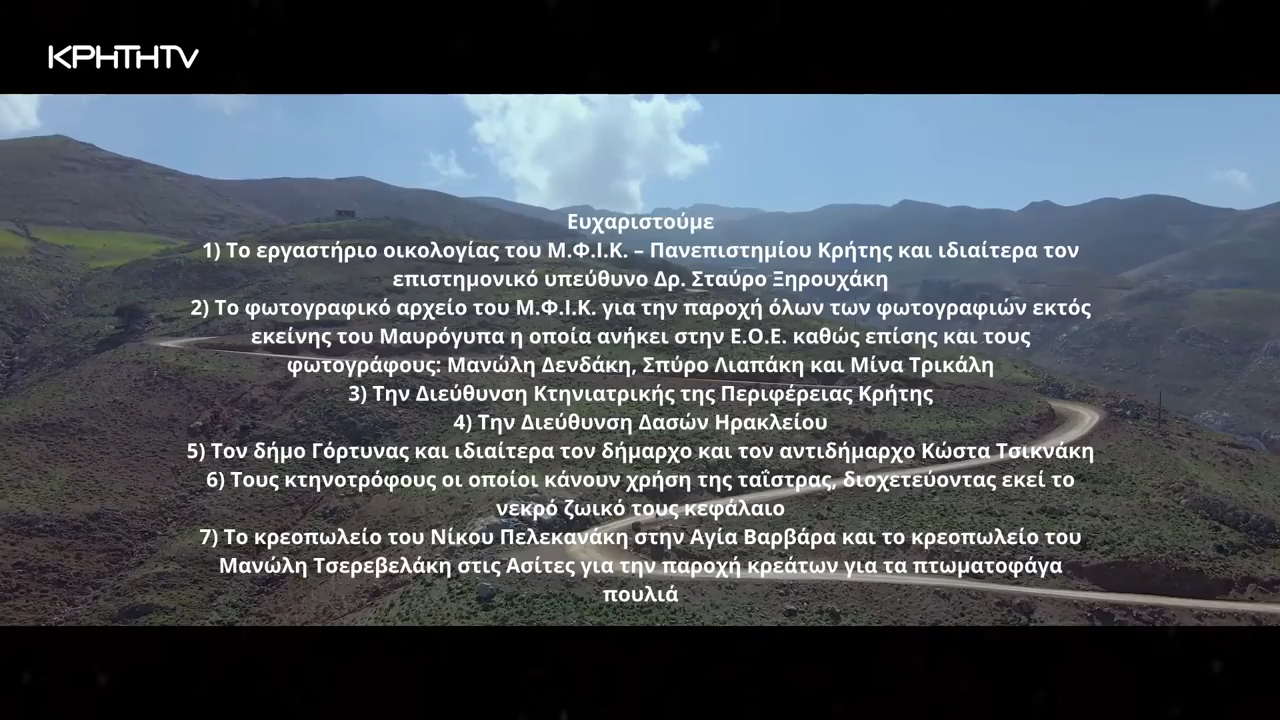 ΚΡΗΤΗTV
Ευχαριστούμε
1) Το εργαστήριο οικολογίας του Μ.Φ.Ι.Κ. – Πανεπιστημίου Κρήτης και ιδιαίτερα τον
επιστημονικό υπεύθυνο Δρ. Σταύρο Ξηρουχάκη
2) Το φωτογραφικό αρχείο του Μ.Φ.Ι.Κ. για την παροχή όλων των φωτογραφιών εκτός
εκείνης του Μαυρόγυπα η οποία ανήκει στην Ε.Ο.Ε. καθώς επίσης και τους
φωτογράφους: Μανώλη Δενδάκη, Σπύρο Λιαπάκη και Μίνα Τρικάλη
3) Την Διεύθυνση Κτηνιατρικής της Περιφέρειας Κρήτης
4) Την Διεύθυνση Δασών Ηρακλείου
5) Τον δήμο Γόρτυνας και ιδιαίτερα τον δήμαρχο και τον αντιδήμαρχο Κώστα Τσικνάκη
6) Τους κτηνοτρόφους οι οποίοι κάνουν χρήση της ταΐστρας, διοχετεύοντας εκεί το
νεκρό ζωικό τους κεφάλαιο
7) Το κρεοπωλείο του Νίκου Πελεκανάκη στην Αγία Βαρβάρα και το κρεοπωλείο του
Μανώλη Τσερεβελάκη στις Ασίτες για την παροχή κρεάτων για τα πτωματοφάγα
πουλιά